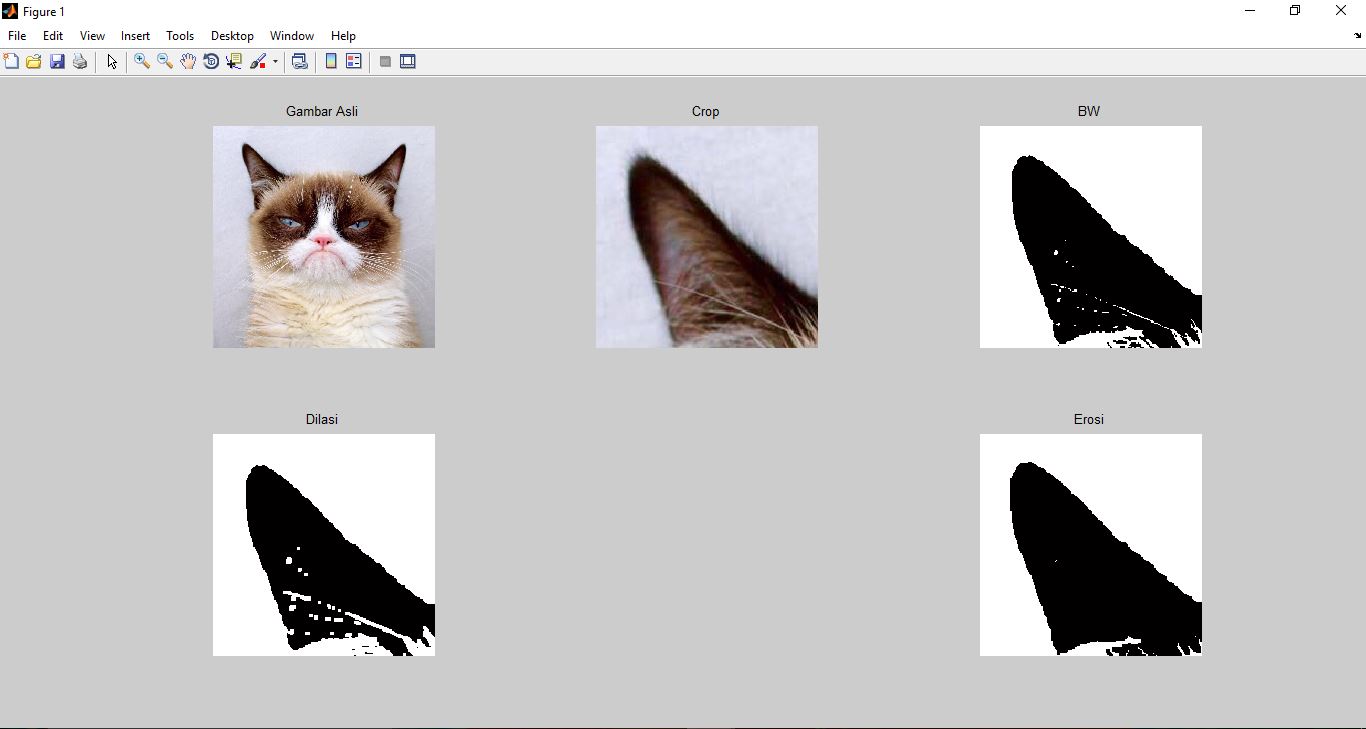 Figure 1
File Edit View Insert Tools Desktop Window Help
Gambar Asli
Crop
BW
Dilasi
Erosi